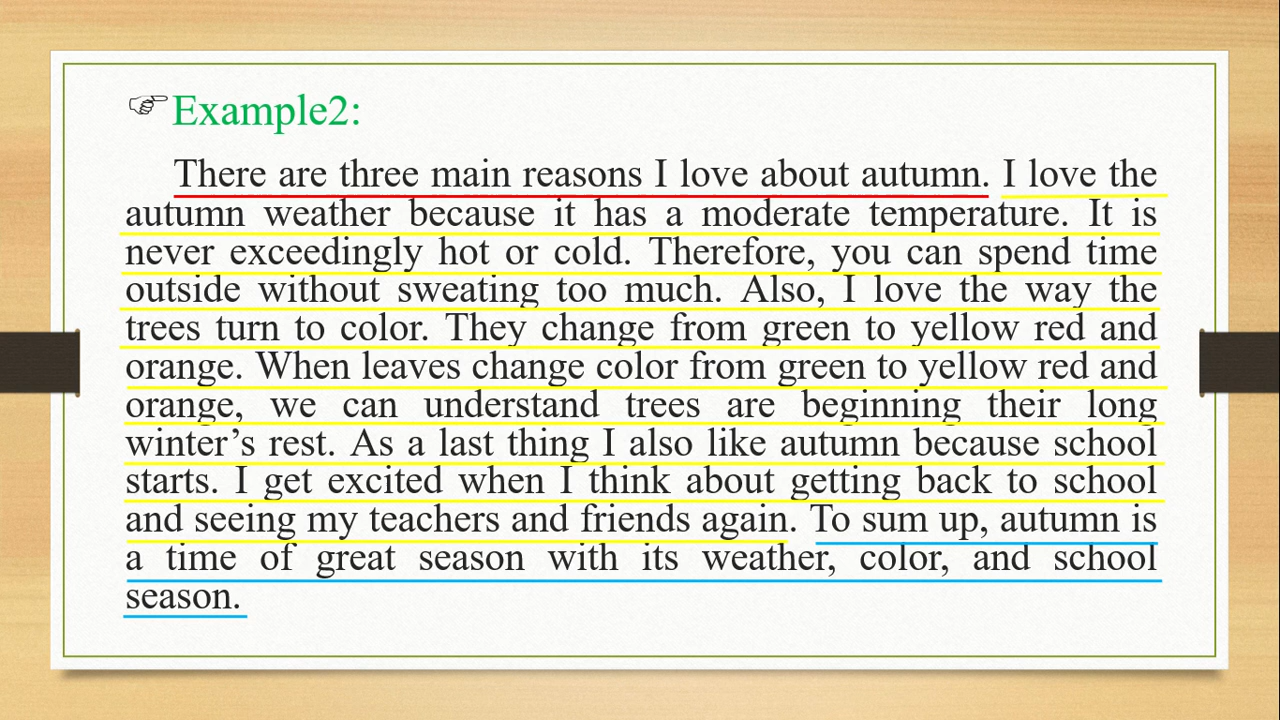 ☞Example2:
There are three main reasons I love about autumn. I love the
autumn weather because it has a moderate temperature. It is
never exceedingly hot or cold. Therefore, you can spend time
outside without sweating too much. Also, I love the way the
trees turn to color. They change from green to yellow red and
orange. When leaves change color from green to yellow red and
orange, we can understand trees are beginning their long
winter’s rest. As a last thing I also like autumn because school
starts. I get excited when I think about getting back to school
and seeing my teachers and friends again. To sum up, autumn is
a time of great season with its weather, color, and school
season.